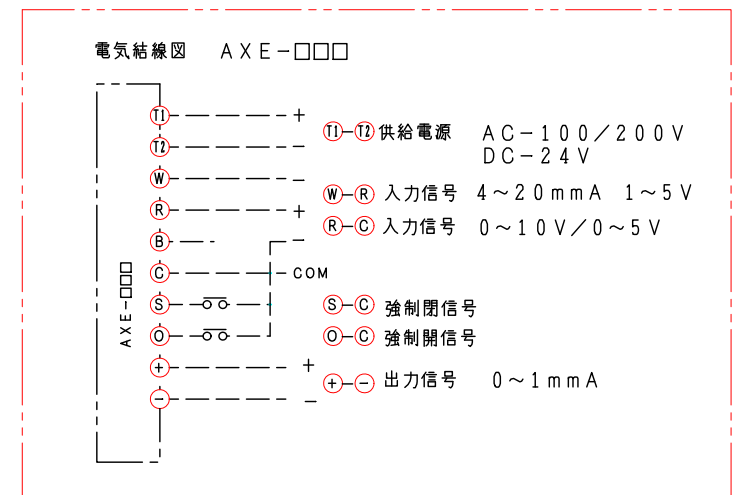 電気結線図 AXE-□□□
T1 +
T1-T2 供給電源 AC-100/200V
DC-24V
T2 -
W -
W-R 入力信号 4~20mmA 1~5V
R +
R-C 入力信号 0~10V/0~5V
B -
C COM
AXE-□□□
S
S-C 強制閉信号
O
O-C 強制開信号
+ +
+-- 出力信号 0~1mmA
- -